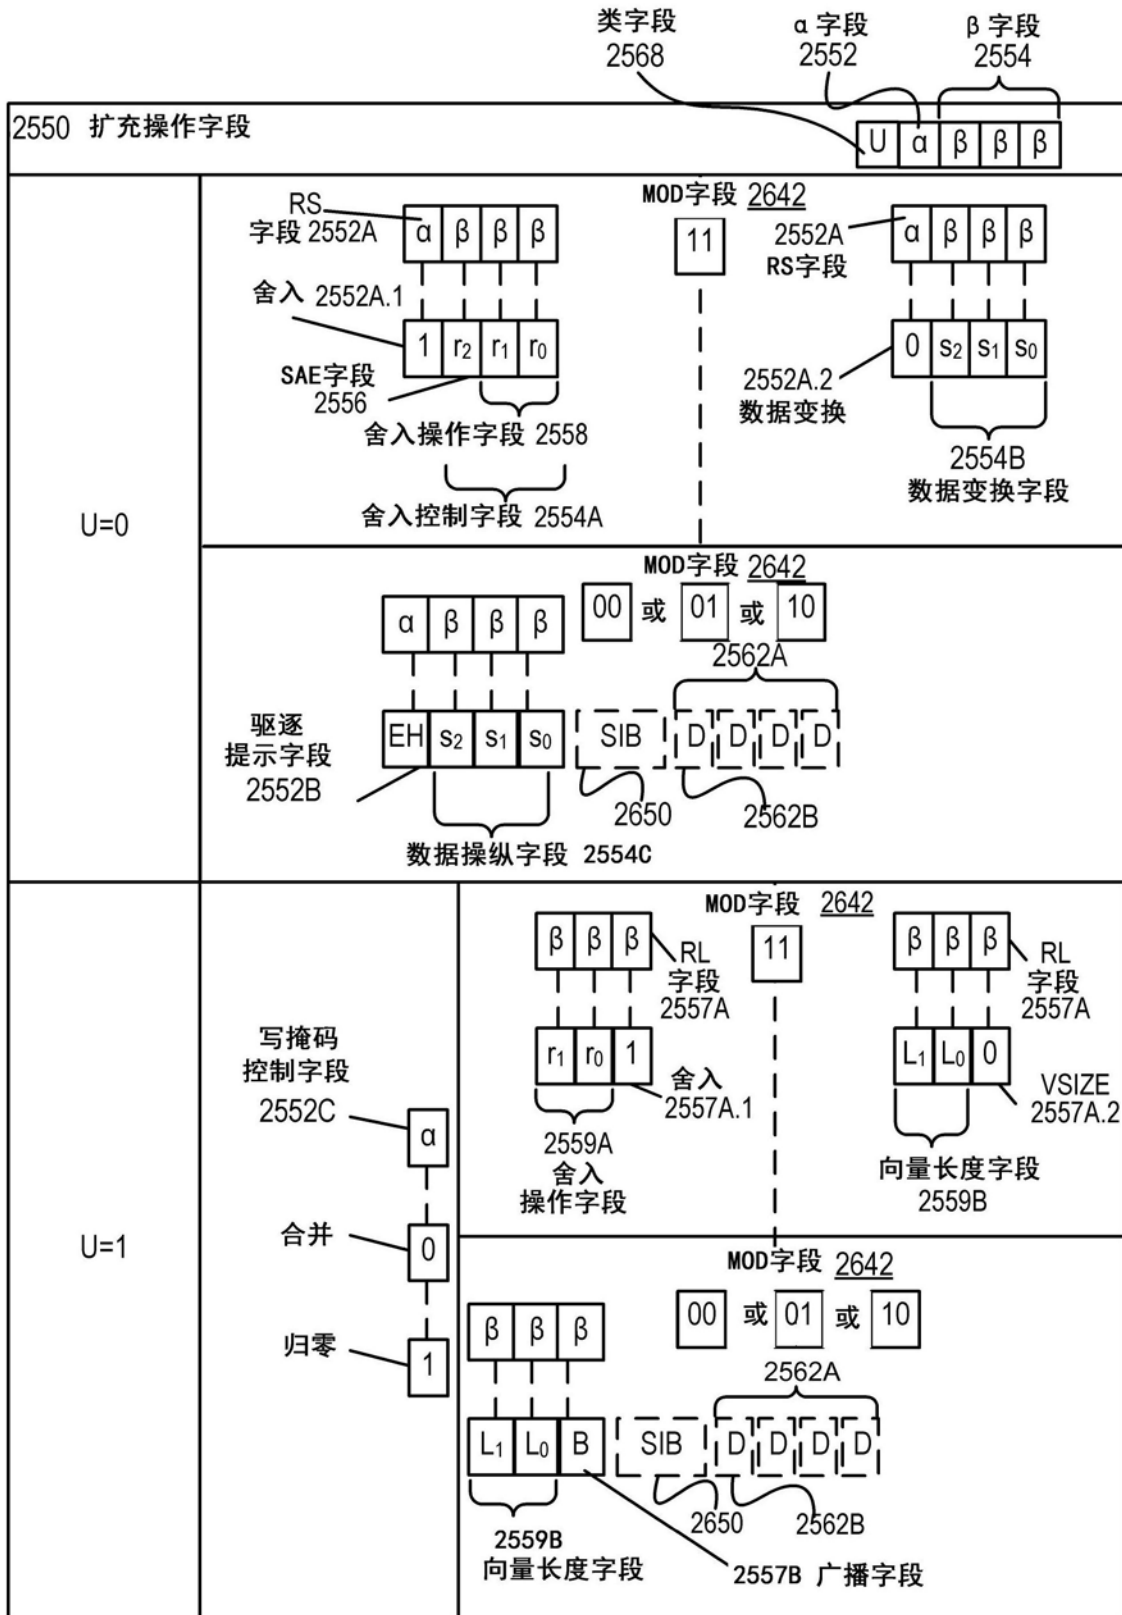 类字段
2568
α 字段
2552
β 字段
2554
2550 扩充操作字段
U α β β β
U=0
MOD字段 2642
11
RS
字段 2552A
α β β β
舍入 2552A.1
1 r2 r1 r0
SAE字段
2556
舍入操作字段 2558
舍入控制字段 2554A
2552A
RS字段
α β β β
0 s2 s1 s0
2552A.2
数据变换
2554B
数据变换字段
MOD字段 2642
00 或 01 或 10
α β β β
2562A
驱逐
提示字段
2552B
EH s2 s1 s0 SIB D D D D
2650
2562B
数据操纵字段 2554C
U=1
写掩码
控制字段
2552C
α
合并
0
归零
1
MOD字段 2642
11
β β β
RL
字段
2557A
r1 r0 1
舍入
2557A.1
2559A
舍入
操作字段
β β β
RL
字段
2557A
L1 L0 0
VSIZE
2557A.2
向量长度字段
2559B
MOD字段 2642
00 或 01 或 10
β β β
2562A
L1 L0 B SIB D D D D
2650
2562B
2559B
向量长度字段
2557B 广播字段